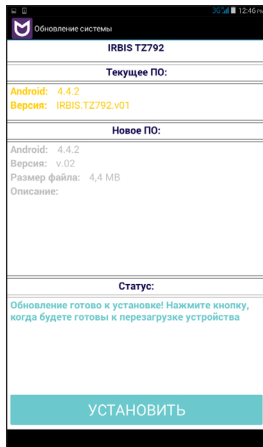 3G 12:46 PM
Обновление системы
IRBIS TZ792
Текущее ПО:
Android: 4.4.2
Версия: IRBIS.TZ792.v01
Новое ПО:
Android: 4.4.2
Версия: v.02
Размер файла: 4,4 MB
Описание:
Статус:
Обновление готово к установке! Нажмите кнопку,
когда будете готовы к перезагрузке устройства
УСТАНОВИТЬ